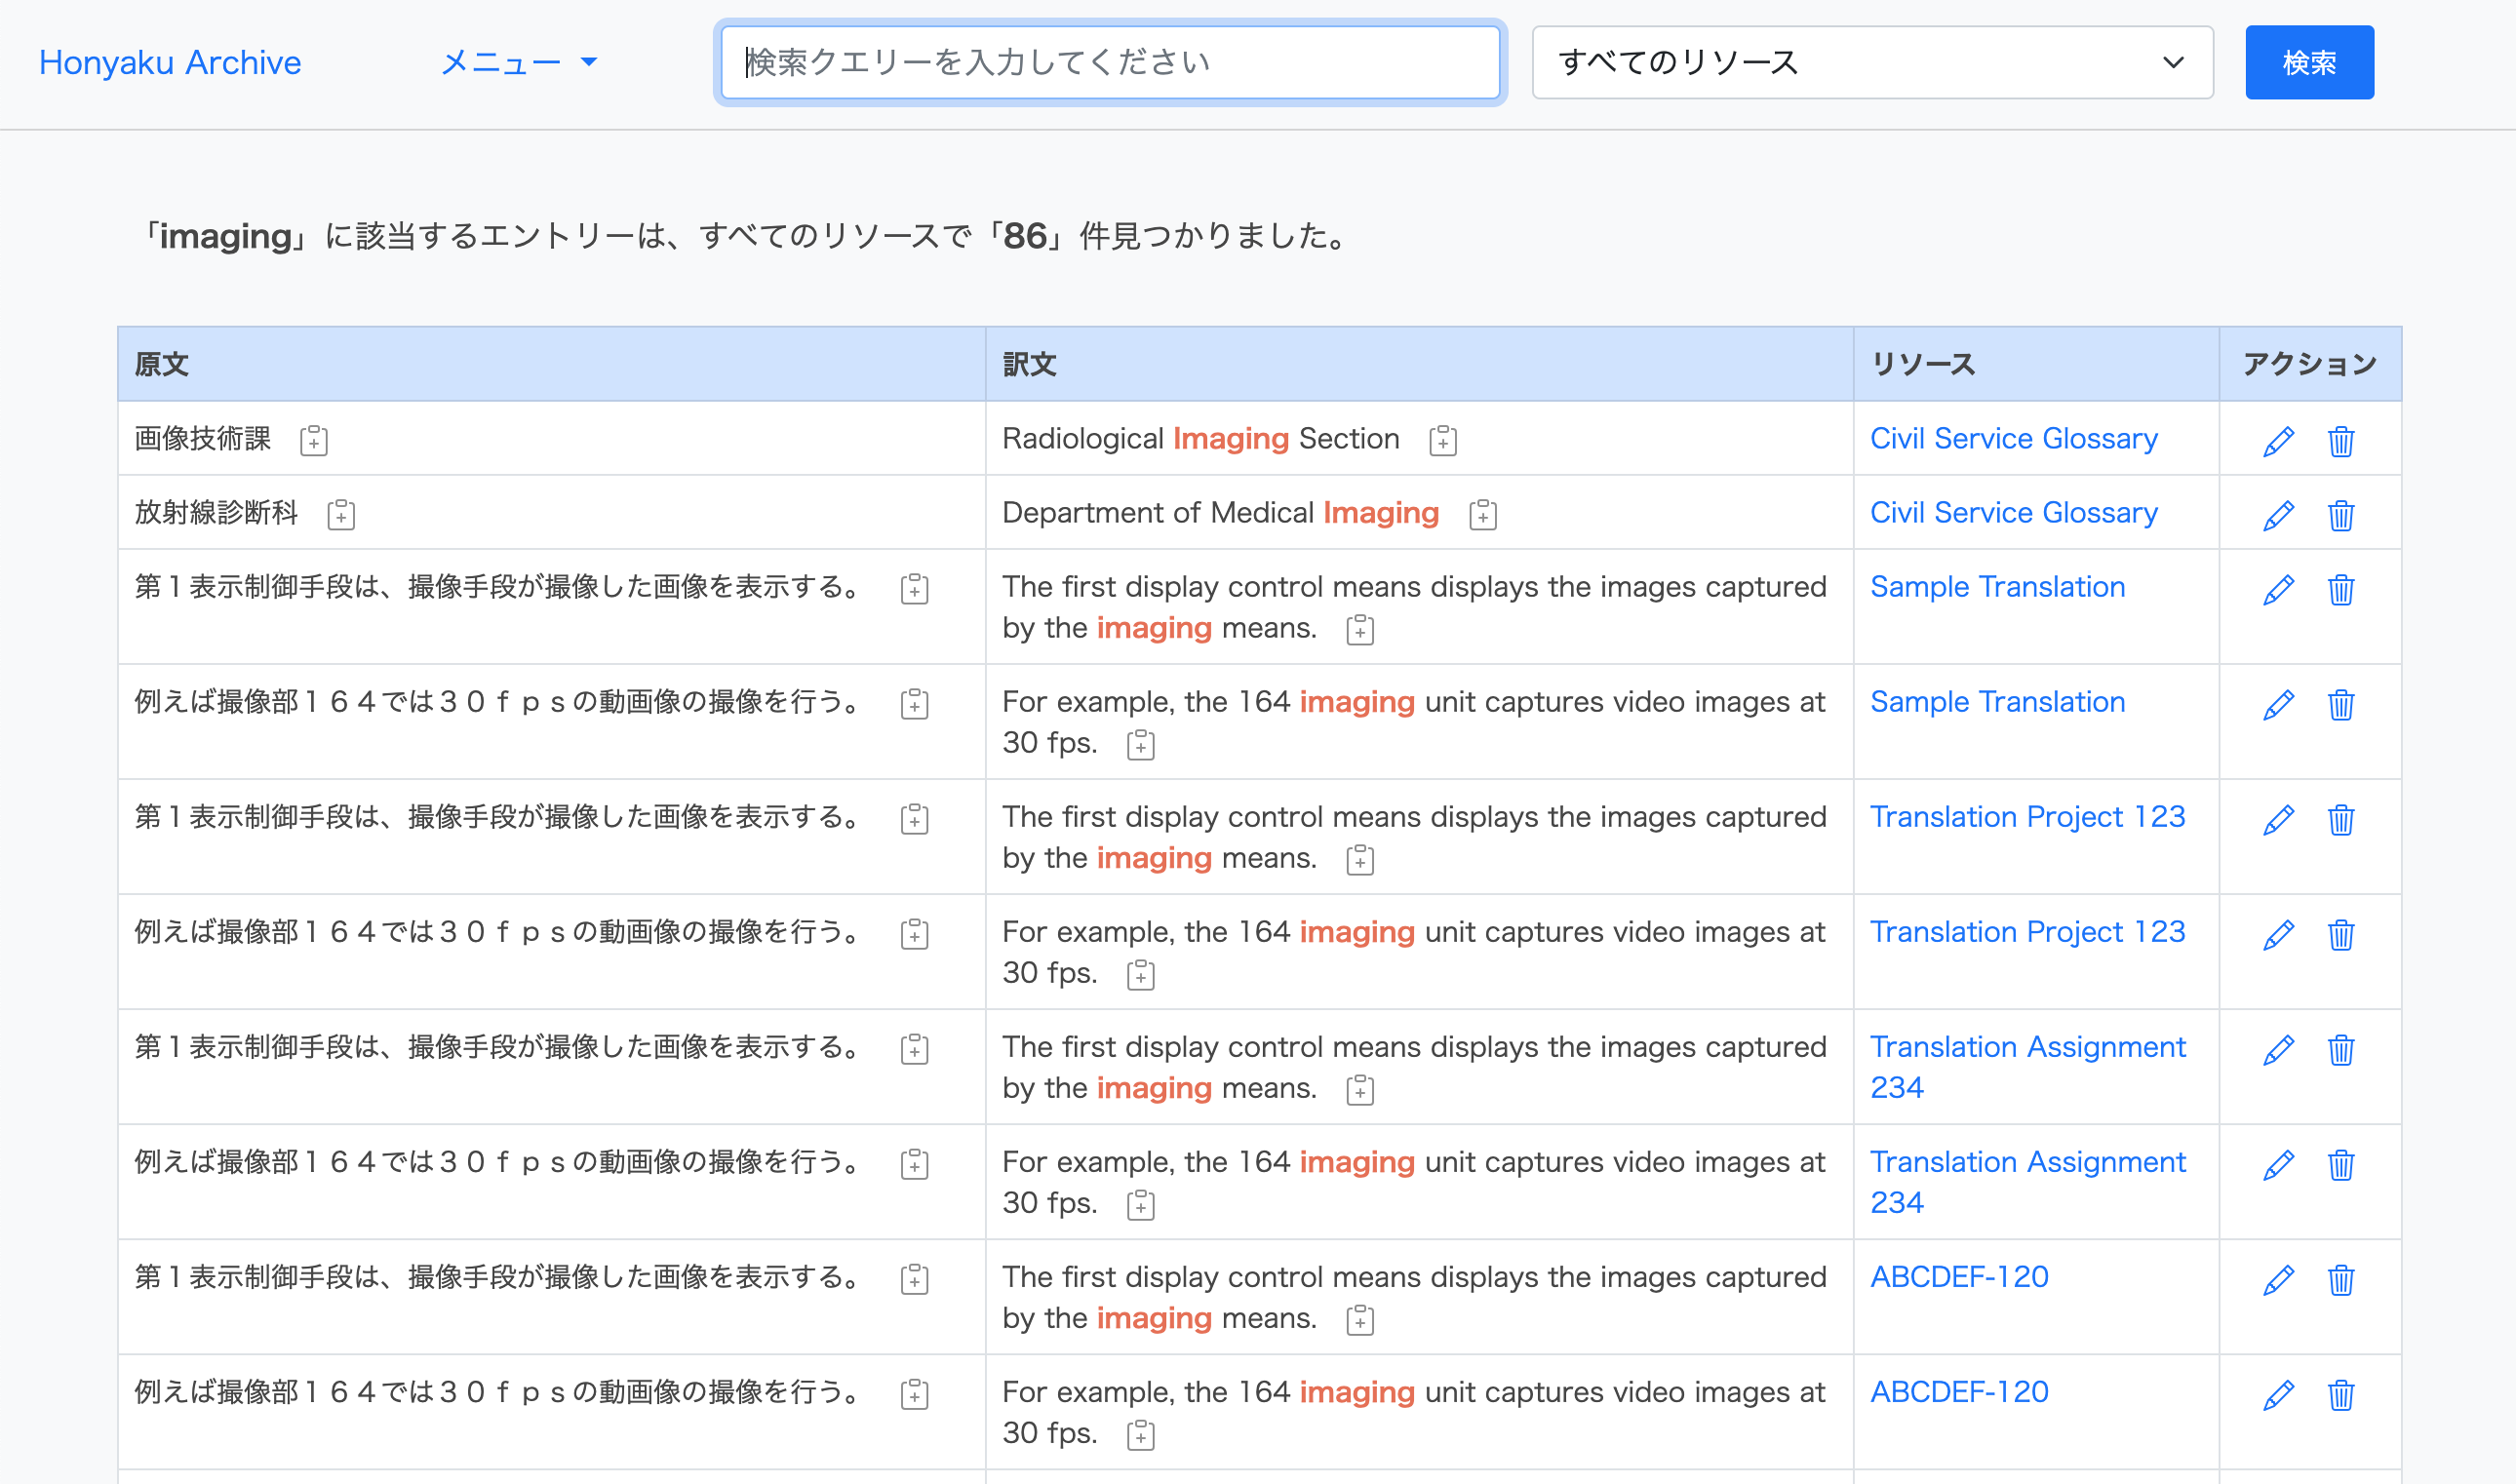 Honyaku Archive メニュー 検索クエリーを入力してください すべてのリソース 検索
「imaging」に該当するエントリーは、すべてのリソースで「86」件見つかりました。
原文 訳文 リソース アクション
画像技術課 Radiological Imaging Section Civil Service Glossary
放射線診断科 Department of Medical Imaging Civil Service Glossary
第１表示制御手段は、撮像手段が撮像した画像を表示する。 The first display control means displays the images captured Sample Translation
by the imaging means.
例えば撮像部１６４では３０ｆｐｓの動画像の撮像を行う。 For example, the 164 imaging unit captures video images at Sample Translation
30 fps.
第１表示制御手段は、撮像手段が撮像した画像を表示する。 The first display control means displays the images captured Translation Project 123
by the imaging means.
例えば撮像部１６４では３０ｆｐｓの動画像の撮像を行う。 For example, the 164 imaging unit captures video images at Translation Project 123
30 fps.
第１表示制御手段は、撮像手段が撮像した画像を表示する。 The first display control means displays the images captured Translation Assignment
by the imaging means. 234
例えば撮像部１６４では３０ｆｐｓの動画像の撮像を行う。 For example, the 164 imaging unit captures video images at Translation Assignment
30 fps. 234
第１表示制御手段は、撮像手段が撮像した画像を表示する。 The first display control means displays the images captured ABCDEF-120
by the imaging means.
例えば撮像部１６４では３０ｆｐｓの動画像の撮像を行う。 For example, the 164 imaging unit captures video images at ABCDEF-120
30 fps.